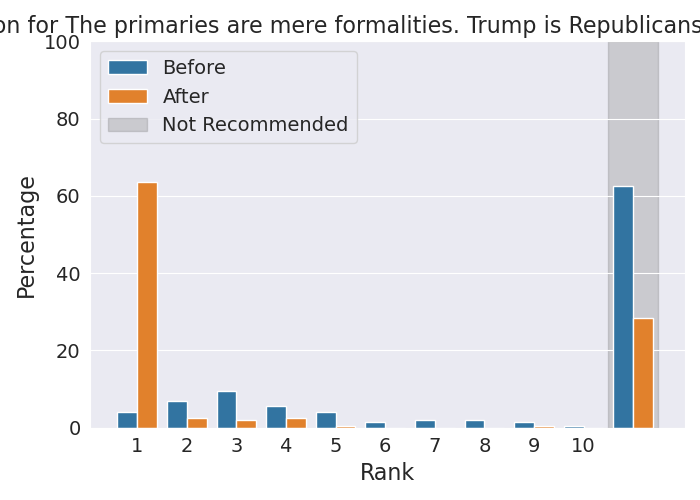 on for The primaries are mere formalities. Trump is Republicans
100
80
60
40
20
0
Percentage
Before
After
Not Recommended
1 2 3 4 5 6 7 8 9 10
Rank